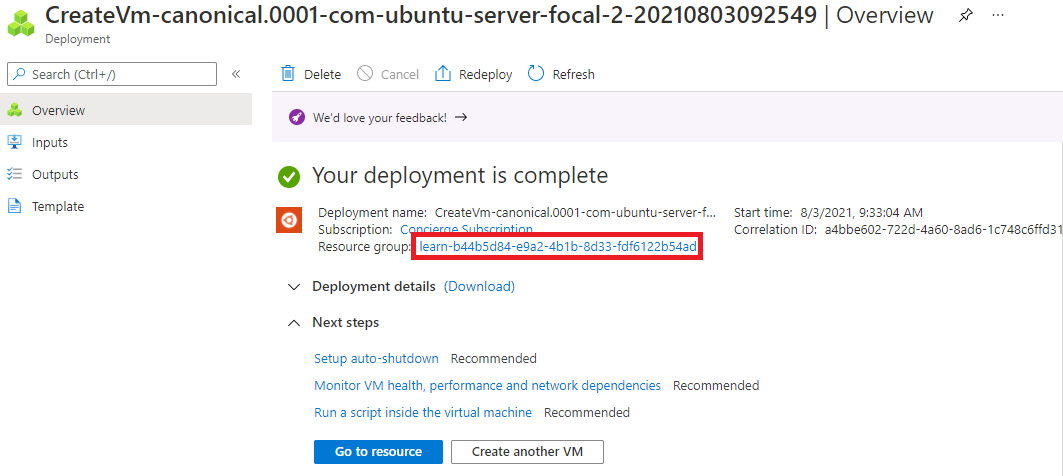 CreateVm-canonical.0001-com-ubuntu-server-focal-2-20210803092549 | Overview
Deployment
Search (Ctrl+/)
«
Delete
Cancel
Redeploy
Refresh
Overview
Inputs
Outputs
Template
We'd love your feedback! →
Your deployment is complete
Deployment name: CreateVm-canonical.0001-com-ubuntu-server-f...
Subscription: Concierge Subscription
Resource group: learn-b44b5d84-e9a2-4b1b-8d33-fdf6122b54ad
Start time: 8/3/2021, 9:33:04 AM
Correlation ID: a4bbe602-722d-4a60-8ad6-1c748c6ffd31
Deployment details (Download)
Next steps
Setup auto-shutdown Recommended
Monitor VM health, performance and network dependencies Recommended
Run a script inside the virtual machine Recommended
Go to resource
Create another VM